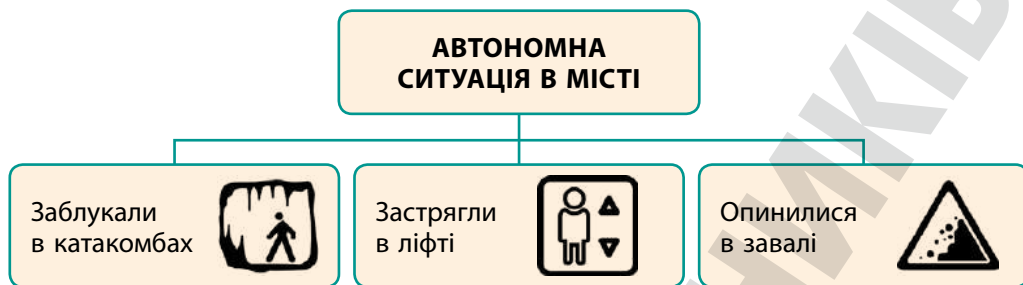 АВТОНОМНА
СИТУАЦІЯ В МІСТІ
Заблукали
в катакомбах
Застрягли
в ліфті
Опинилися
в завалі